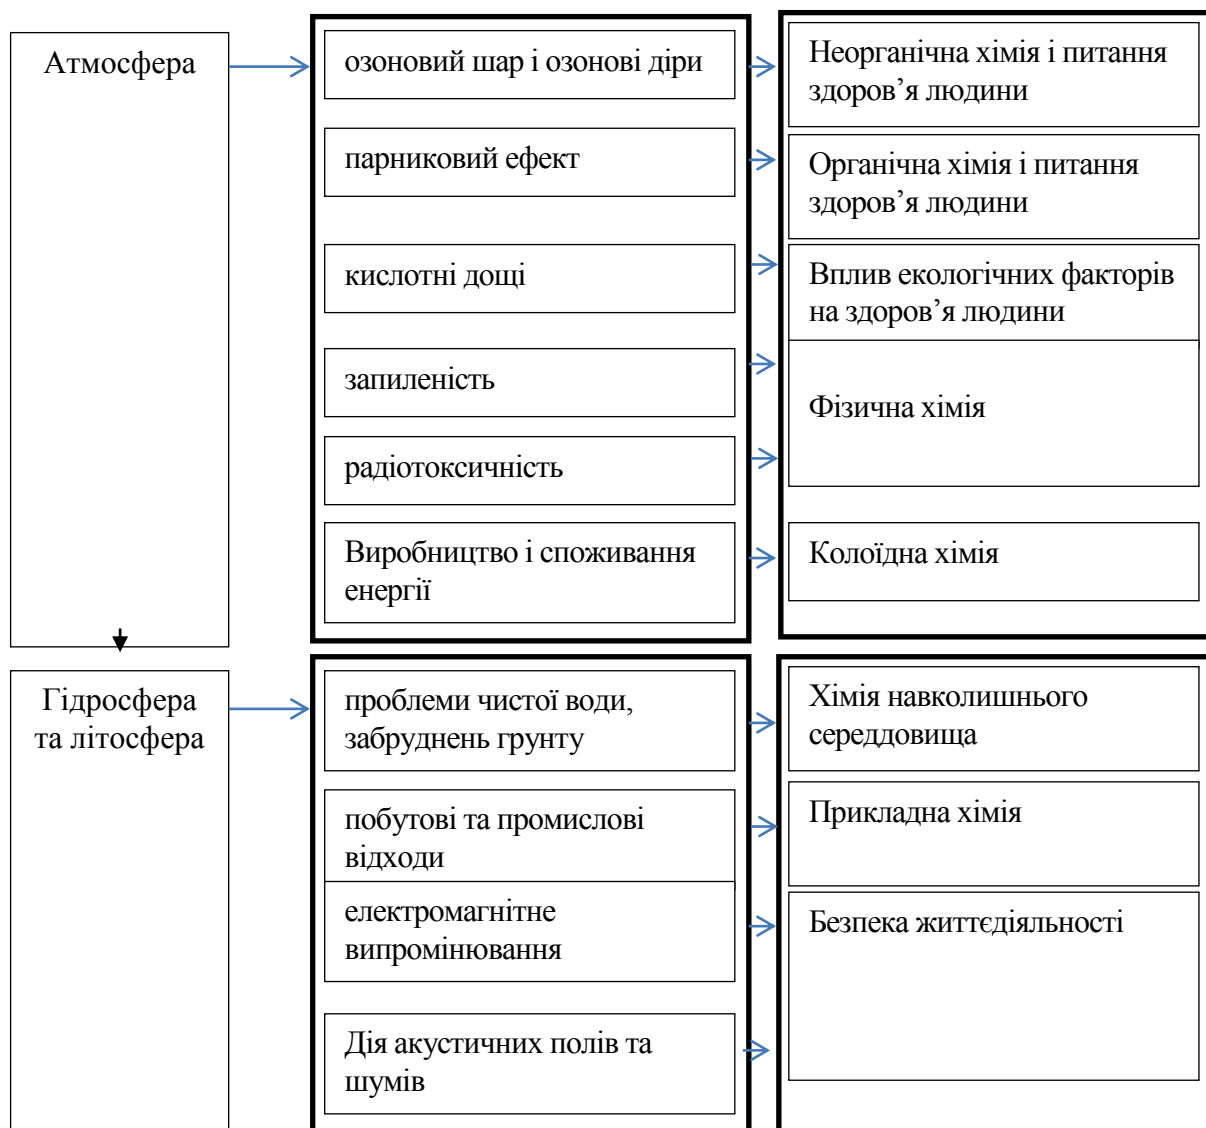 Атмосфера
озоновий шар і озонові діри
Неорганічна хімія і питання
здоров’я людини
парниковий ефект
Органічна хімія і питання
здоров’я людини
кислотні дощі
Вплив екологічних факторів
на здоров’я людини
запиленість
Фізична хімія
радіотоксичність
Виробництво і споживання
енергії
Колоїдна хімія
Гідросфера
та літосфера
проблеми чистої води,
забруднень грунту
Хімія навколишнього
середдовища
побутові та промислові
відходи
Прикладна хімія
електромагнітне
випромінювання
Безпека життєдіяльності
Дія акустичних полів та
шумів